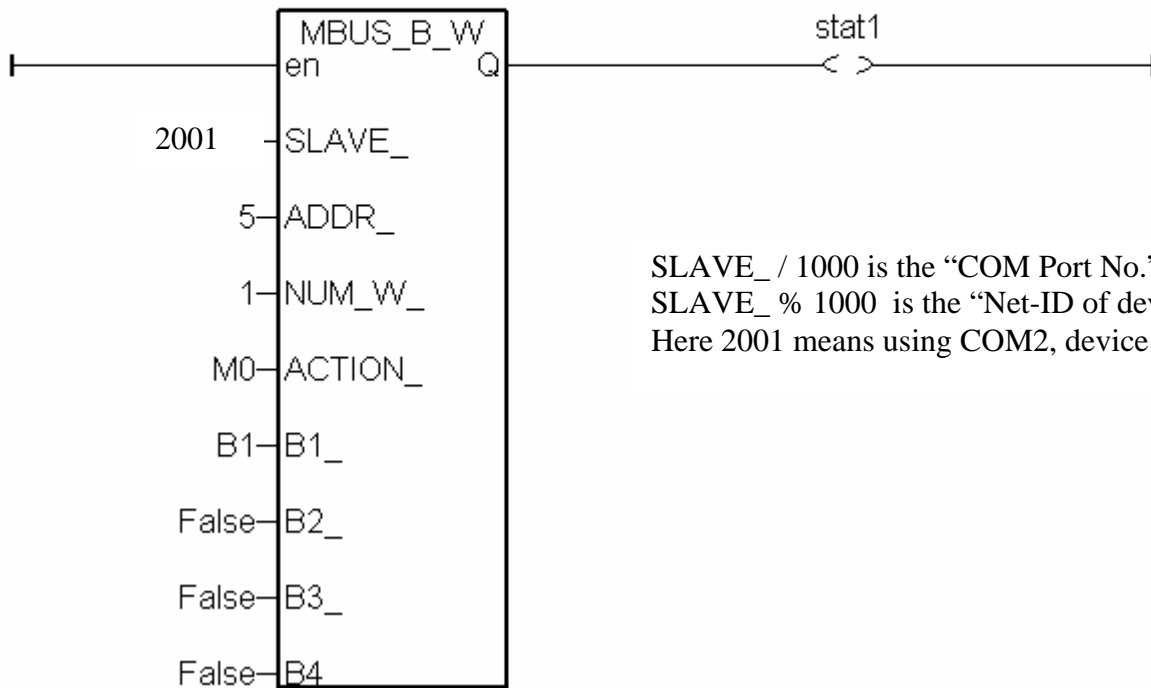 MBUS_B_W
stat1
en Q
2001 SLAVE_
5 ADDR_
SLAVE_ / 1000 is the “COM Port No.”
SLAVE_ % 1000 is the “Net-ID of
1 NUM_W_
Here 2001 means using COM2, device
M0 ACTION_
B1 B1_
False B2_
False B3_
False B4